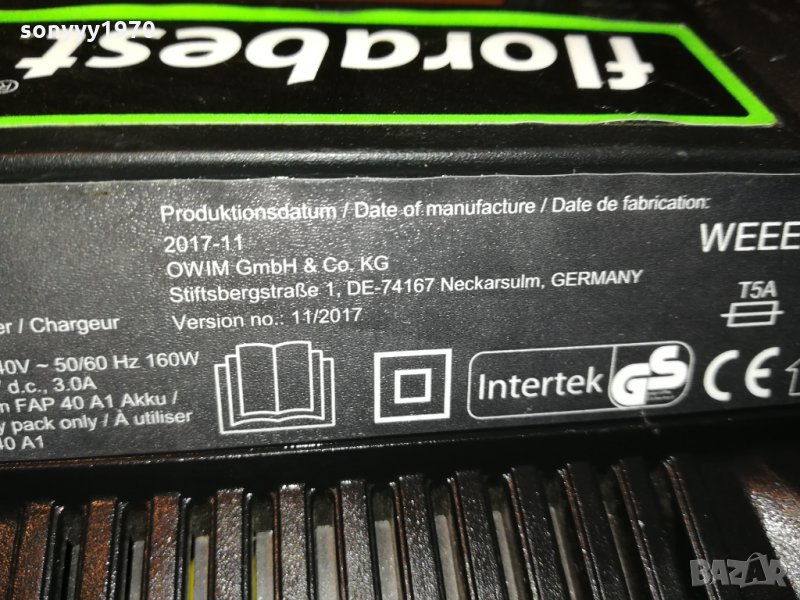 sonyvy1970
florabest
®
Produktionsdatum / Date of manufacture / Date de fabrication:
2017-11
OWIM GmbH & Co. KG
Stiftsbergstraße 1, DE-74167 Neckarsulm, GERMANY
Version no.: 11/2017
WEEE
T5A
er / Chargeur
40V ~ 50/60 Hz 160W
d.c., 3.0A
n FAP 40 A1 Akku /
y pack only / À utiliser
40 A1
Intertek
GS
CE
BAZAR